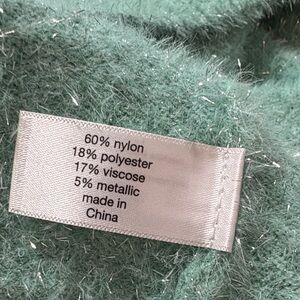 60% nylon
18% polyester
17% viscose
5% metallic
made in
China